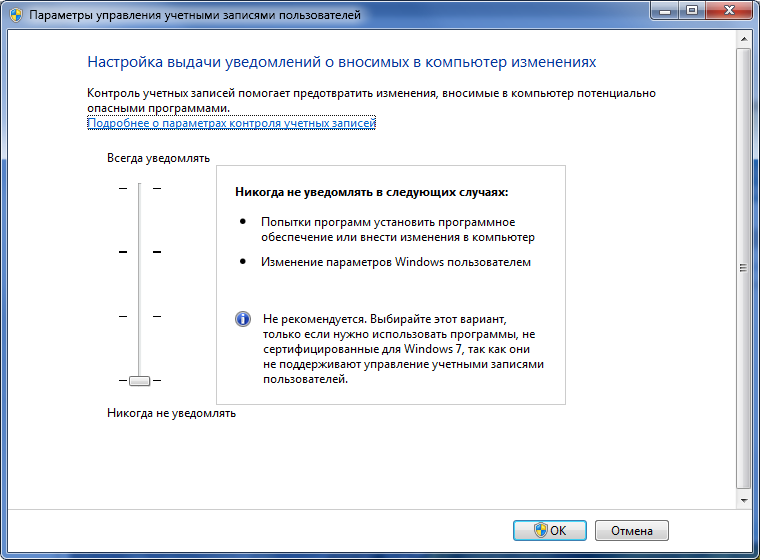 Параметры управления учетными записями пользователей
Настройка выдачи уведомлений о вносимых в компьютер изменениях
Контроль учетных записей помогает предотвратить изменения, вносимые в компьютер потенциально
опасными программами.
Подробнее о параметрах контроля учетных записей
Всегда уведомлять
Никогда не уведомлять в следующих случаях:
• Попытки программ установить программное
обеспечение или внести изменения в компьютер
• Изменение параметров Windows пользователем
Не рекомендуется. Выбирайте этот вариант,
только если нужно использовать программы, не
сертифицированные для Windows 7, так как они
не поддерживают управление учетными записями
пользователей.
Никогда не уведомлять
OK
Отмена